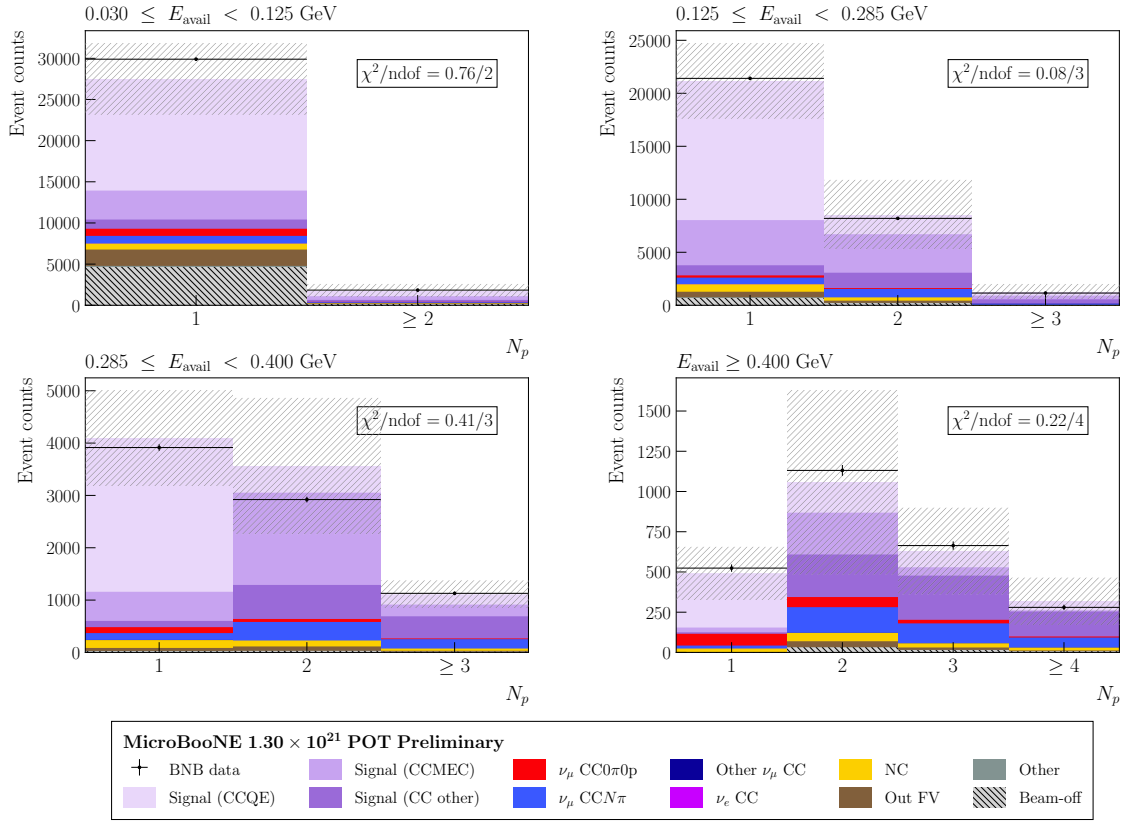 0.030 ≤ E_avail < 0.125 GeV
Event counts
30000
25000
20000
15000
10000
5000
0
χ²/ndof = 0.76/2
1
≥ 2
N_p
0.125 ≤ E_avail < 0.285 GeV
Event counts
25000
20000
15000
10000
5000
0
χ²/ndof = 0.08/3
1
2
≥ 3
N_p
0.285 ≤ E_avail < 0.400 GeV
Event counts
5000
4000
3000
2000
1000
0
χ²/ndof = 0.41/3
1
2
≥ 3
N_p
E_avail ≥ 0.400 GeV
Event counts
1500
1250
1000
750
500
250
0
χ²/ndof = 0.22/4
1
2
3
≥ 4
N_p
MicroBooNE 1.30 × 10²¹ POT Preliminary
BNB data
Signal (CCQE)
Signal (CCMEC)
Signal (CC other)
ν_μ CC0π0p
ν_μ CCNπ
Other ν_μ CC
ν_e CC
NC
Out FV
Other
Beam-off